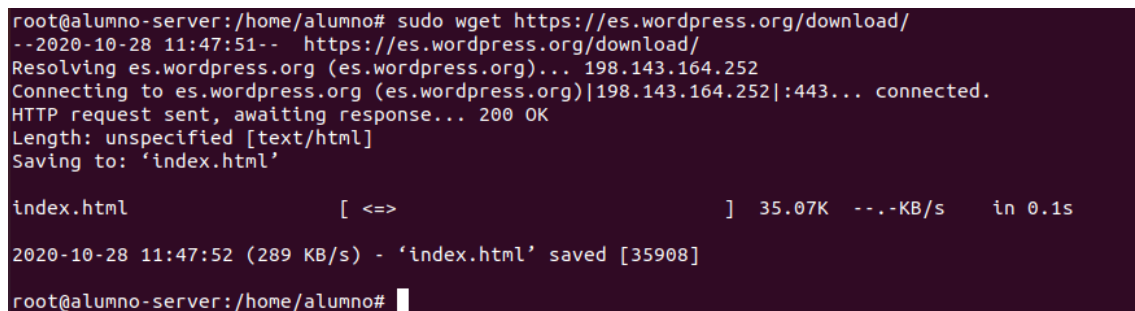 root@alumno-server:/home/alumno# sudo wget https://es.wordpress.org/download/
--2020-10-28 11:47:51--  https://es.wordpress.org/download/
Resolving es.wordpress.org (es.wordpress.org)... 198.143.164.252
Connecting to es.wordpress.org (es.wordpress.org)|198.143.164.252|:443... connected.
HTTP request sent, awaiting response... 200 OK
Length: unspecified [text/html]
Saving to: ‘index.html’
index.html                    [ <=>                                ]  35.07K  --.-KB/s    in 0.1s
2020-10-28 11:47:52 (289 KB/s) - ‘index.html’ saved [35908]
root@alumno-server:/home/alumno#